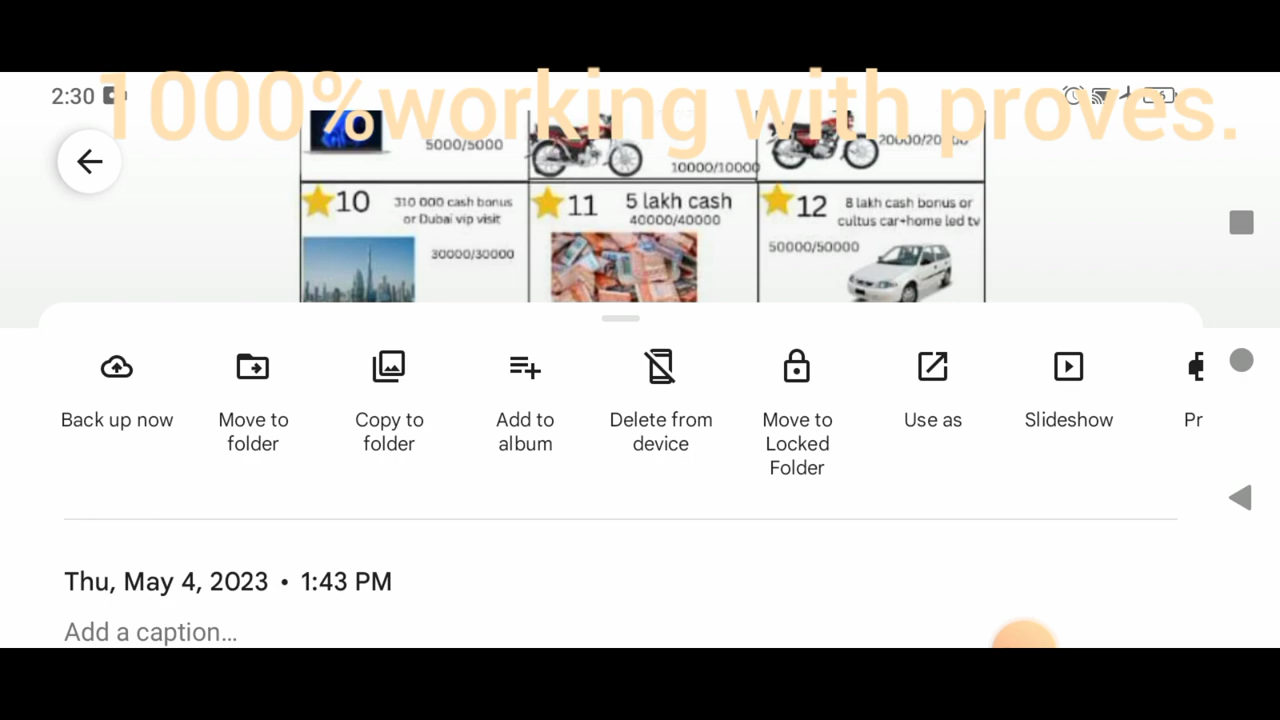 1000%working with proves.
2:30
5000/5000
10000/10000
10 310 000 cash bonus
or Dubai vip visit
30000/30000
11 5 lakh cash
40000/40000
12 8 lakh cash bonus or
cultus car+home led tv
50000/50000
Back up now
Move to
folder
Copy to
folder
Add to
album
Delete from
device
Move to
Locked
Folder
Use as
Slideshow
Pr
Thu, May 4, 2023 • 1:43 PM
Add a caption...